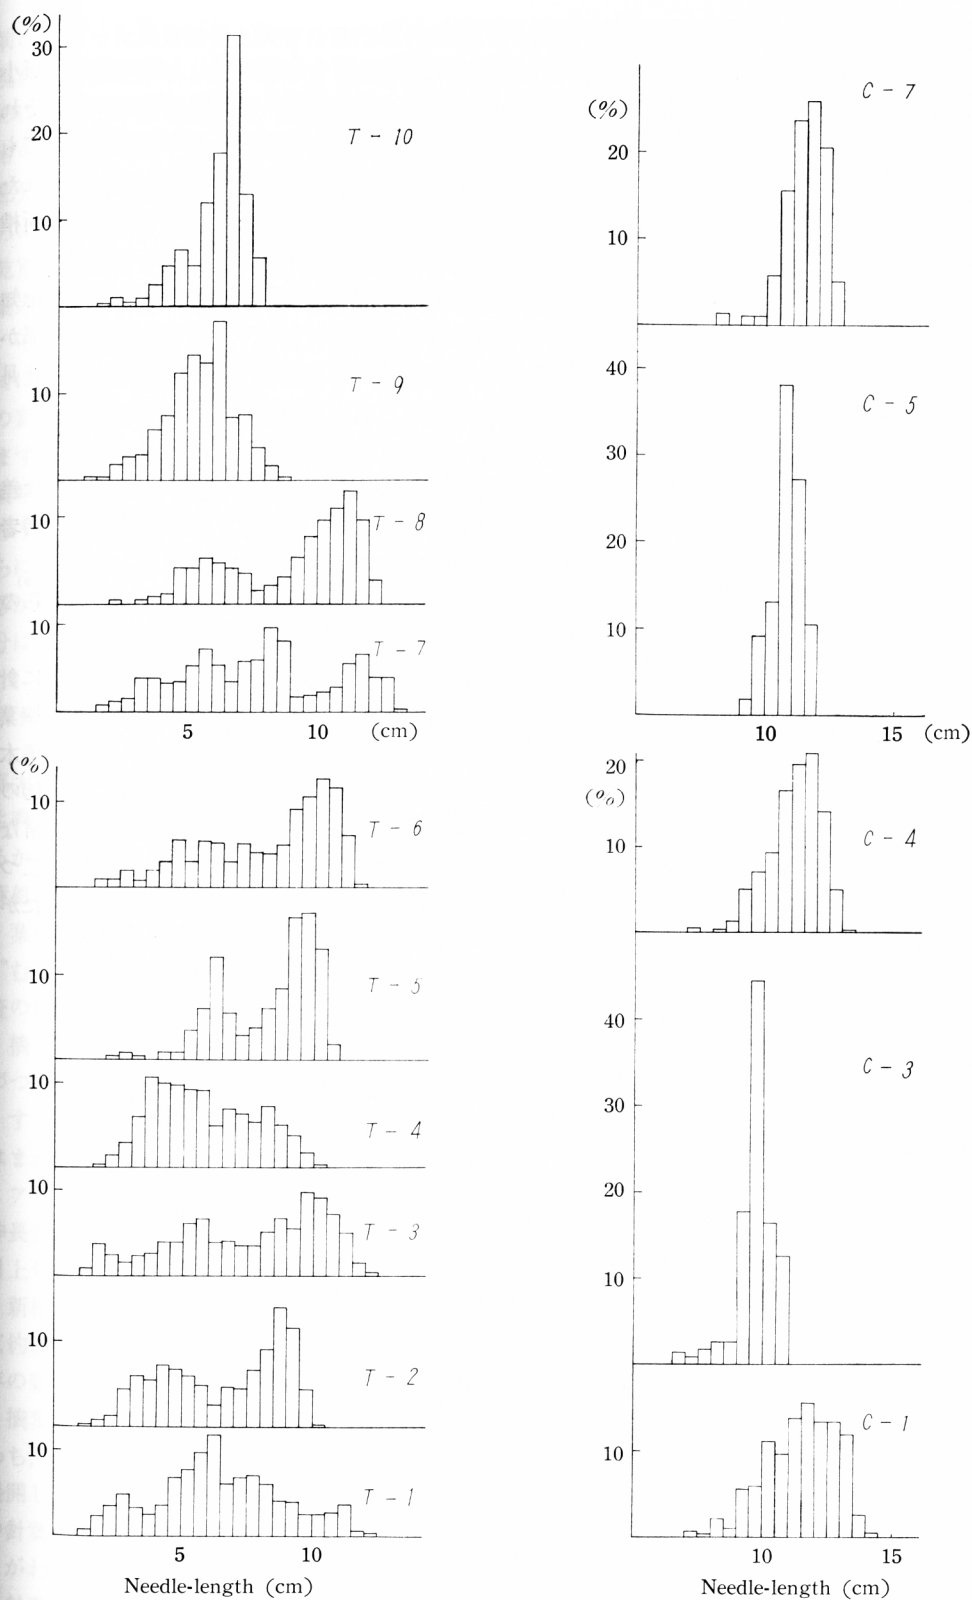 (%)
30
20
10
T - 10
10
T - 9
10
T - 8
10
T - 7
5 10 (cm)
(%)
10
T - 6
10
T - 5
10
T - 4
10
T - 3
10
T - 2
10
T - 1
5 10
Needle-length (cm)
(%)
C - 7
20
10
40
C - 5
30
20
10
10 15 (cm)
20
(%)
10
C - 4
40
C - 3
30
20
10
C - 1
10
10 15
Needle-length (cm)